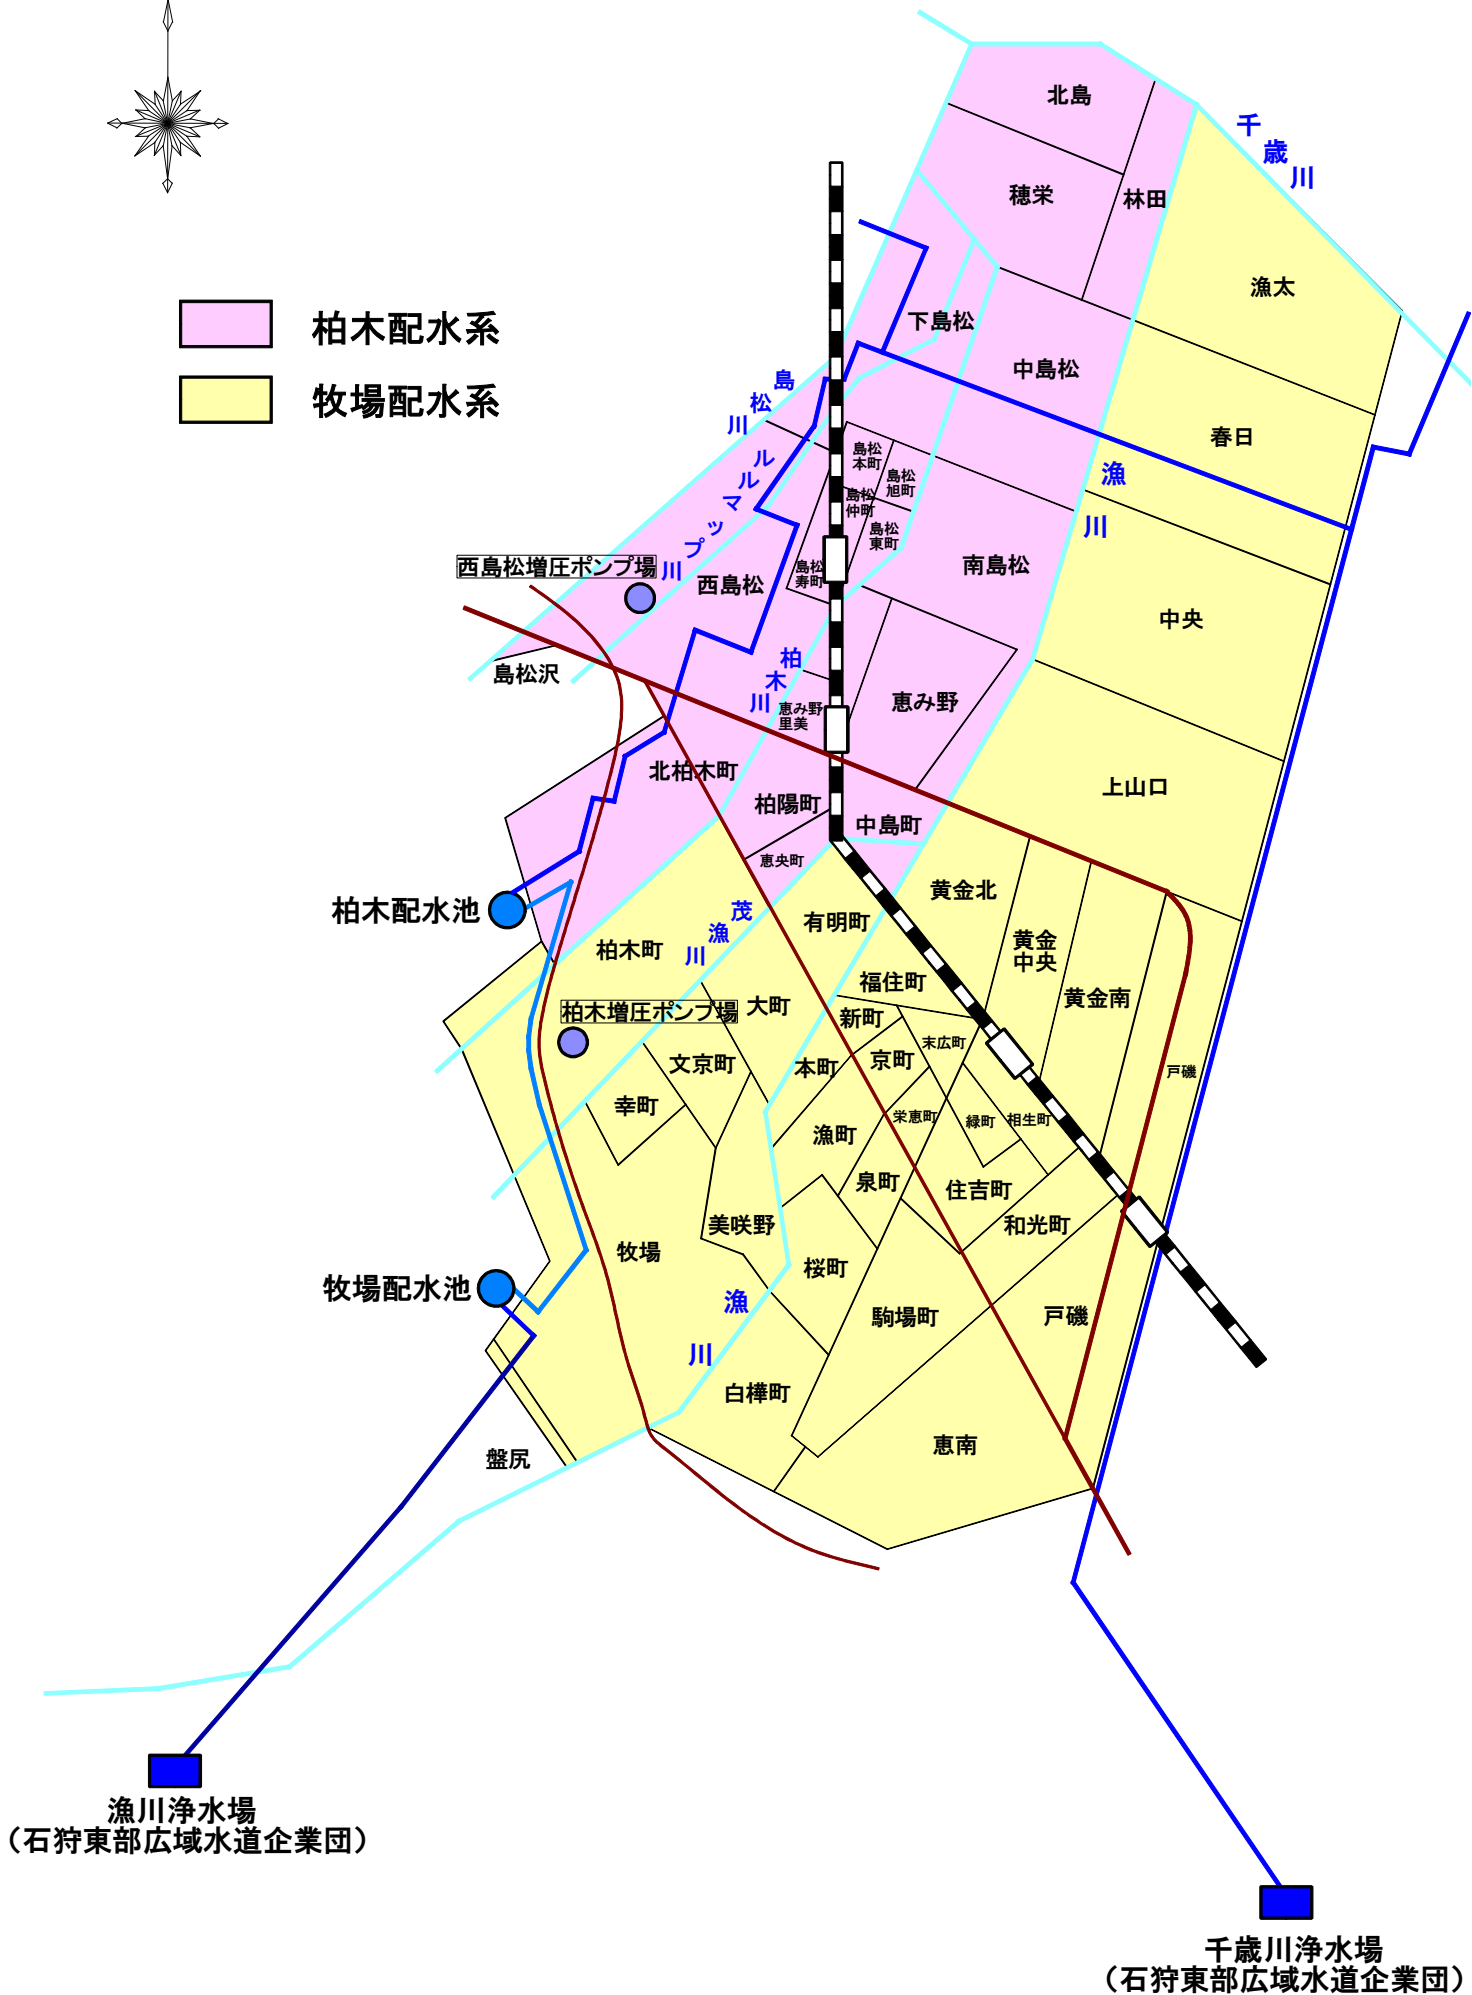 北島
千歳川
穂栄
林田
漁太
下島松
柏木配水系
中島松
島松川
牧場配水系
春日
島松
本町
ルルマップ川
漁川
島松
旭町
島松
仲町
島松
東町
西島松増圧ポンプ場
南島松
島松
寿町
西島松
中央
柏木川
島松沢
恵み野
恵み野
里美
北柏木町
上山口
柏陽町
中島町
恵央町
黄金北
柏木配水池
茂漁川
有明町
黄金
中央
柏木町
福住町
黄金南
柏木増圧ポンプ場
大町
新町
末広町
文京町
本町
京町
戸磯
幸町
栄恵町
緑町
相生町
漁町
泉町
住吉町
美咲野
和光町
牧場
桜町
牧場配水池
漁川
駒場町
戸磯
白樺町
恵南
盤尻
漁川浄水場
（石狩東部広域水道企業団）
千歳川浄水場
（石狩東部広域水道企業団）